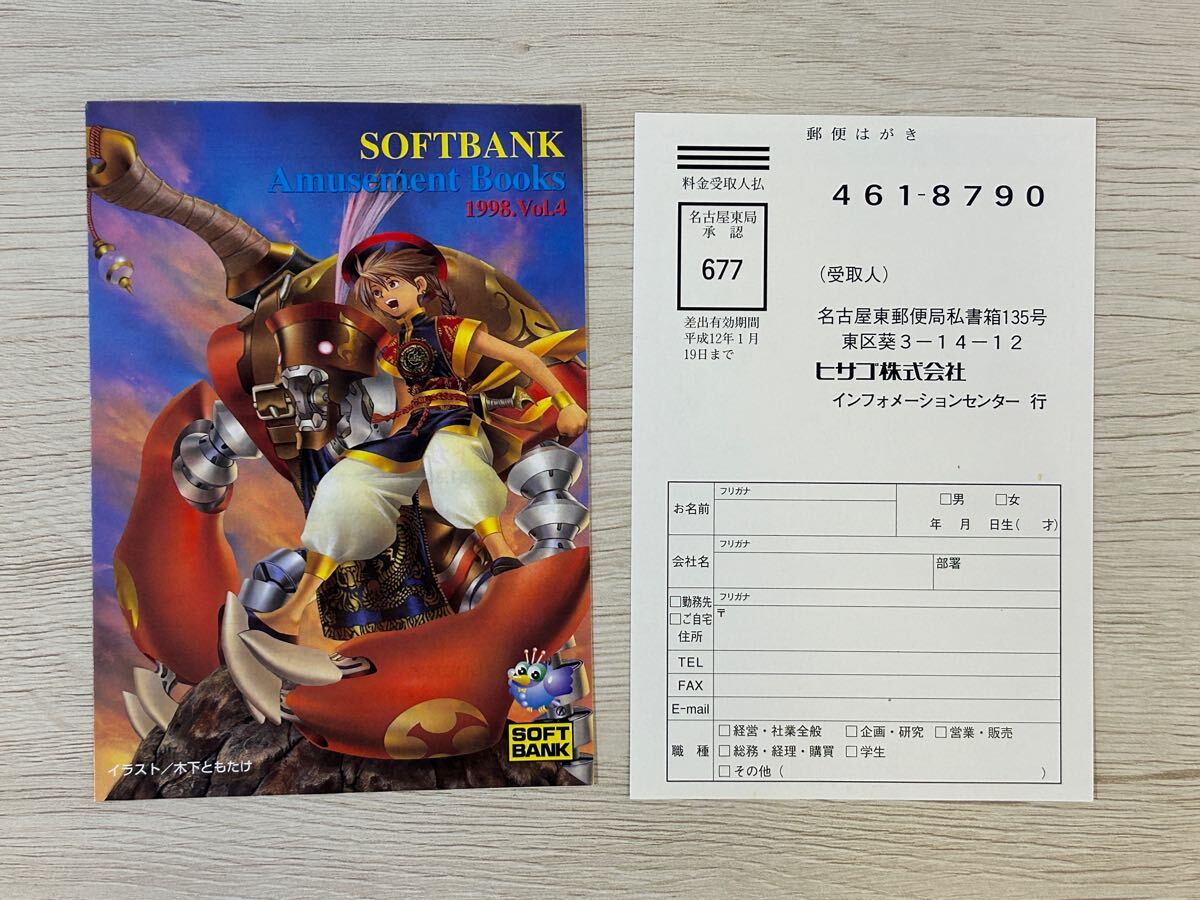 SOFTBANK
Amusement Books
1998.Vol.4
SOFT
BANK
イラスト/木下ともたけ
郵便はがき
料金受取人払
名古屋東局
承 認
677
差出有効期間
平成12年1月
19日まで
461-8790
(受取人)
名古屋東郵便局私書箱135号
東区葵3-14-12
ヒサゴ株式会社
インフォメーションセンター 行
お名前
フリガナ
□男 □女
年 月 日生( 才)
会社名
フリガナ
部署
□勤務先
□ご自宅
住所
フリガナ
〒
TEL
FAX
E-mail
職 種
□経営・社業全般 □企画・研究 □営業・販売
□総務・経理・購買 □学生
□その他( )